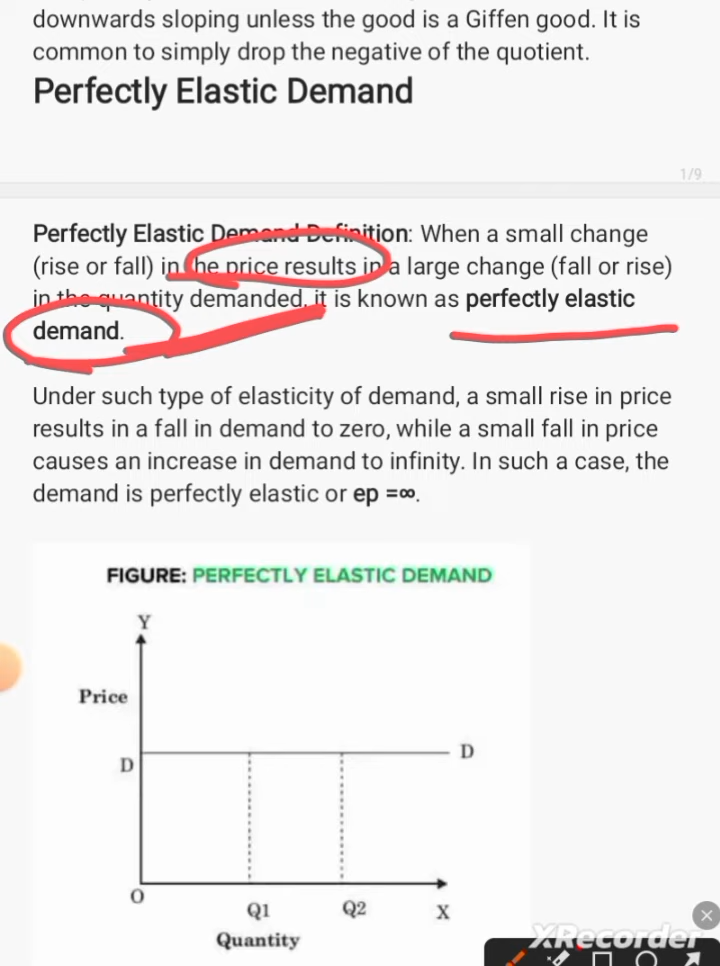 downwards sloping unless the good is a Giffen good. It is
common to simply drop the negative of the quotient.
Perfectly Elastic Demand
1/9
Perfectly Elastic Demand Definition: When a small change
(rise or fall) in the price results in a large change (fall or rise)
in the quantity demanded, it is known as perfectly elastic
demand.
Under such type of elasticity of demand, a small rise in price
results in a fall in demand to zero, while a small fall in price
causes an increase in demand to infinity. In such a case, the
demand is perfectly elastic or ep =∞.
FIGURE: PERFECTLY ELASTIC DEMAND
Y
Price
D
D
O
Q1
Q2
X
Quantity
XRecorder